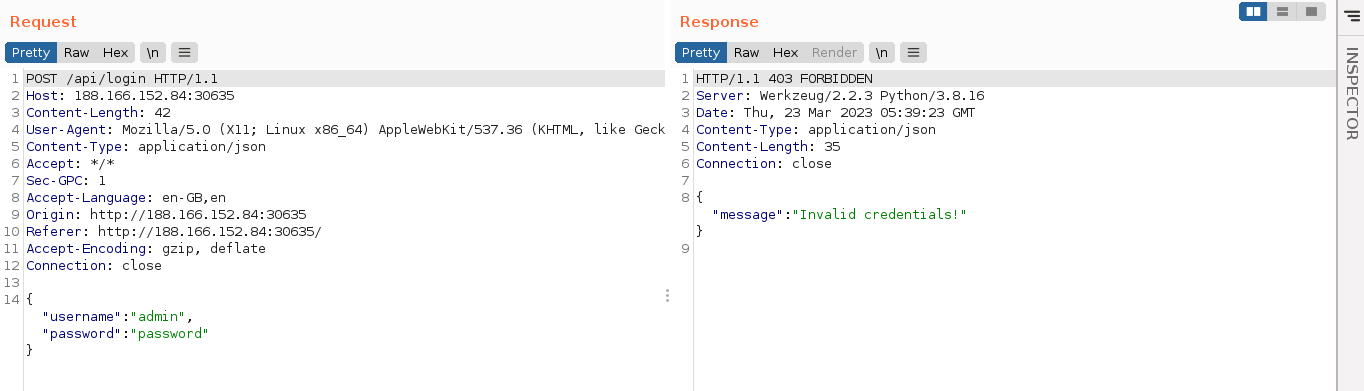 Request
Pretty Raw Hex \n
1 POST /api/login HTTP/1.1
2 Host: 188.166.152.84:30635
3 Content-Length: 42
4 User-Agent: Mozilla/5.0 (X11; Linux x86_64) AppleWebKit/537.36 (KHTML, like Geck
5 Content-Type: application/json
6 Accept: */*
7 Sec-GPC: 1
8 Accept-Language: en-GB,en
9 Origin: http://188.166.152.84:30635
10 Referer: http://188.166.152.84:30635/
11 Accept-Encoding: gzip, deflate
12 Connection: close
13
14 {
"username":"admin",
"password":"password"
}
Response
Pretty Raw Hex Render \n
1 HTTP/1.1 403 FORBIDDEN
2 Server: Werkzeug/2.2.3 Python/3.8.16
3 Date: Thu, 23 Mar 2023 05:39:23 GMT
4 Content-Type: application/json
5 Content-Length: 35
6 Connection: close
7
8 {
"message":"Invalid credentials!"
}
9
INSPECTOR